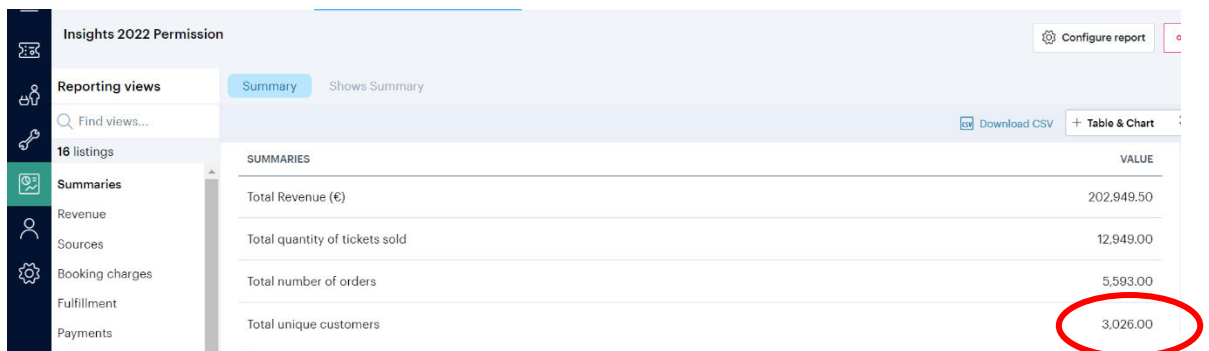 Insights 2022 Permission
Configure report
Reporting views
Summary
Shows Summary
Find views...
Download CSV
+ Table & Chart
16 listings
SUMMARIES
VALUE
Summaries
Total Revenue (€)
202,949.50
Revenue
Sources
Total quantity of tickets sold
12,949.00
Booking charges
Total number of orders
5,593.00
Fulfillment
Payments
Total unique customers
3,026.00